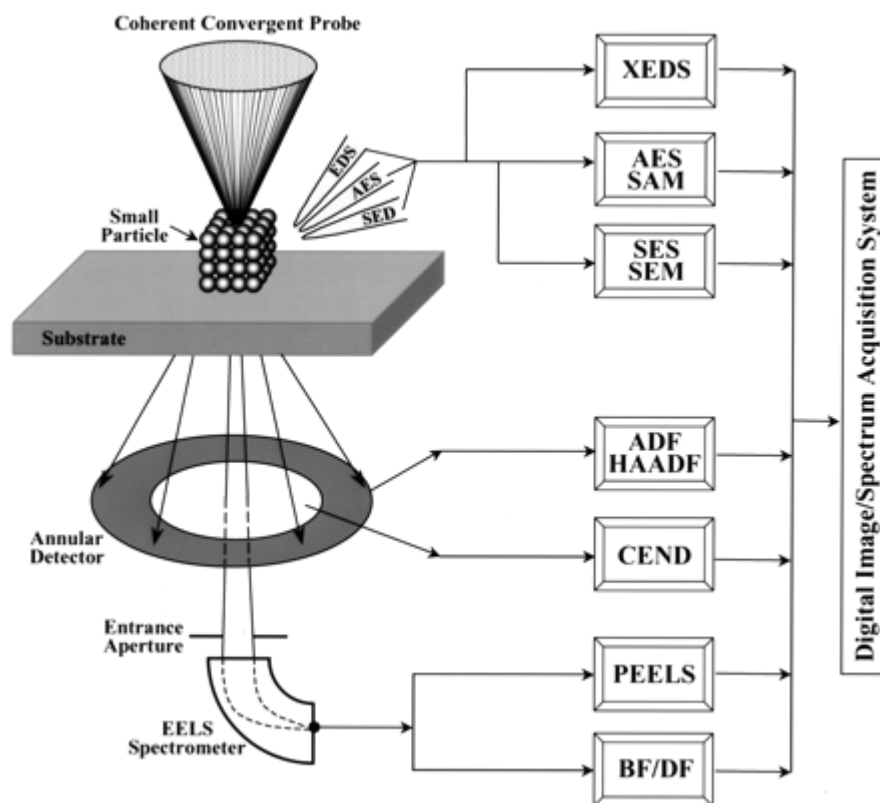 Coherent Convergent Probe
EDS
AES
SED
Small
Particle
Substrate
Annular
Detector
Entrance
Aperture
EELS
Spectrometer
XEDS
AES
SAM
SES
SEM
ADF
HAADF
CEND
PEELS
BF/DF
Digital Image/Spectrum Acquisition System